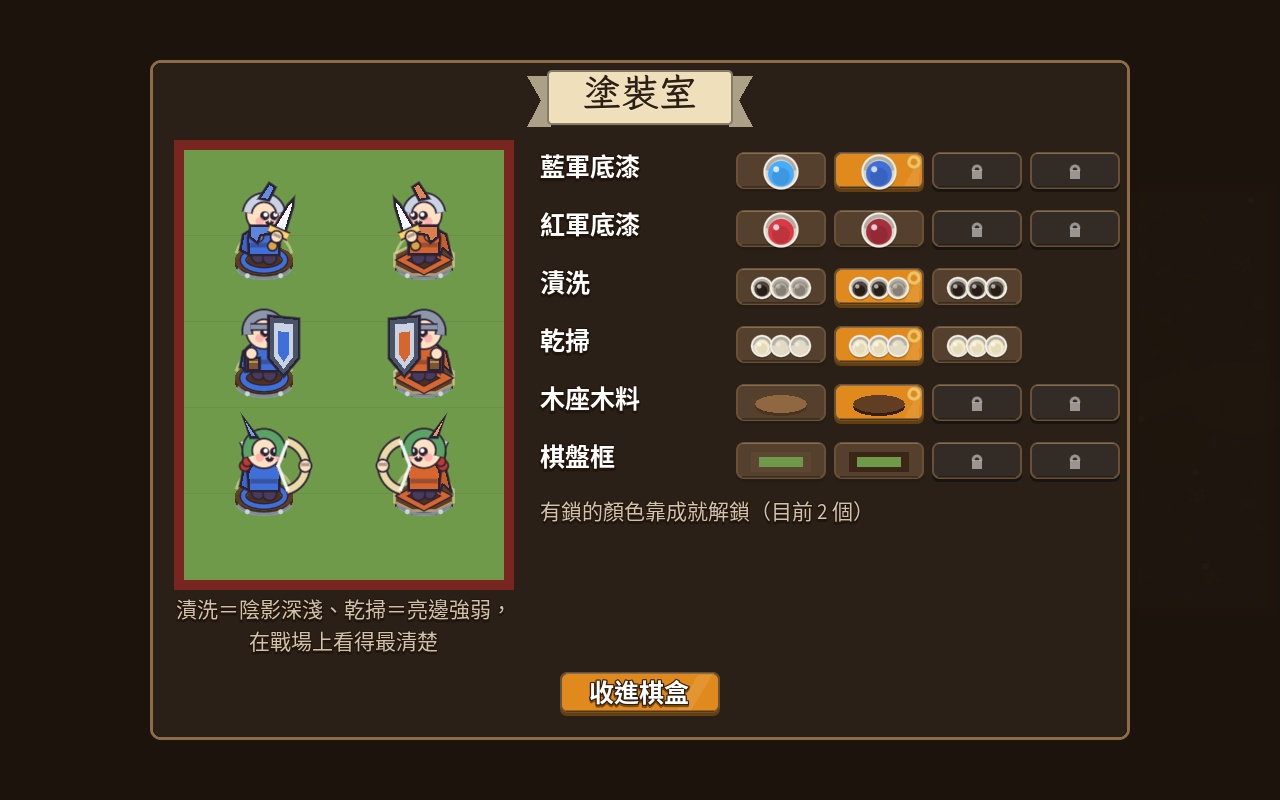 塗裝室
藍軍底漆
紅軍底漆
漬洗
乾掃
木座木料
棋盤框
有鎖的顏色靠成就解鎖（目前 2 個）
漬洗＝陰影深淺、乾掃＝亮邊強弱，
在戰場上看得最清楚
收進棋盒